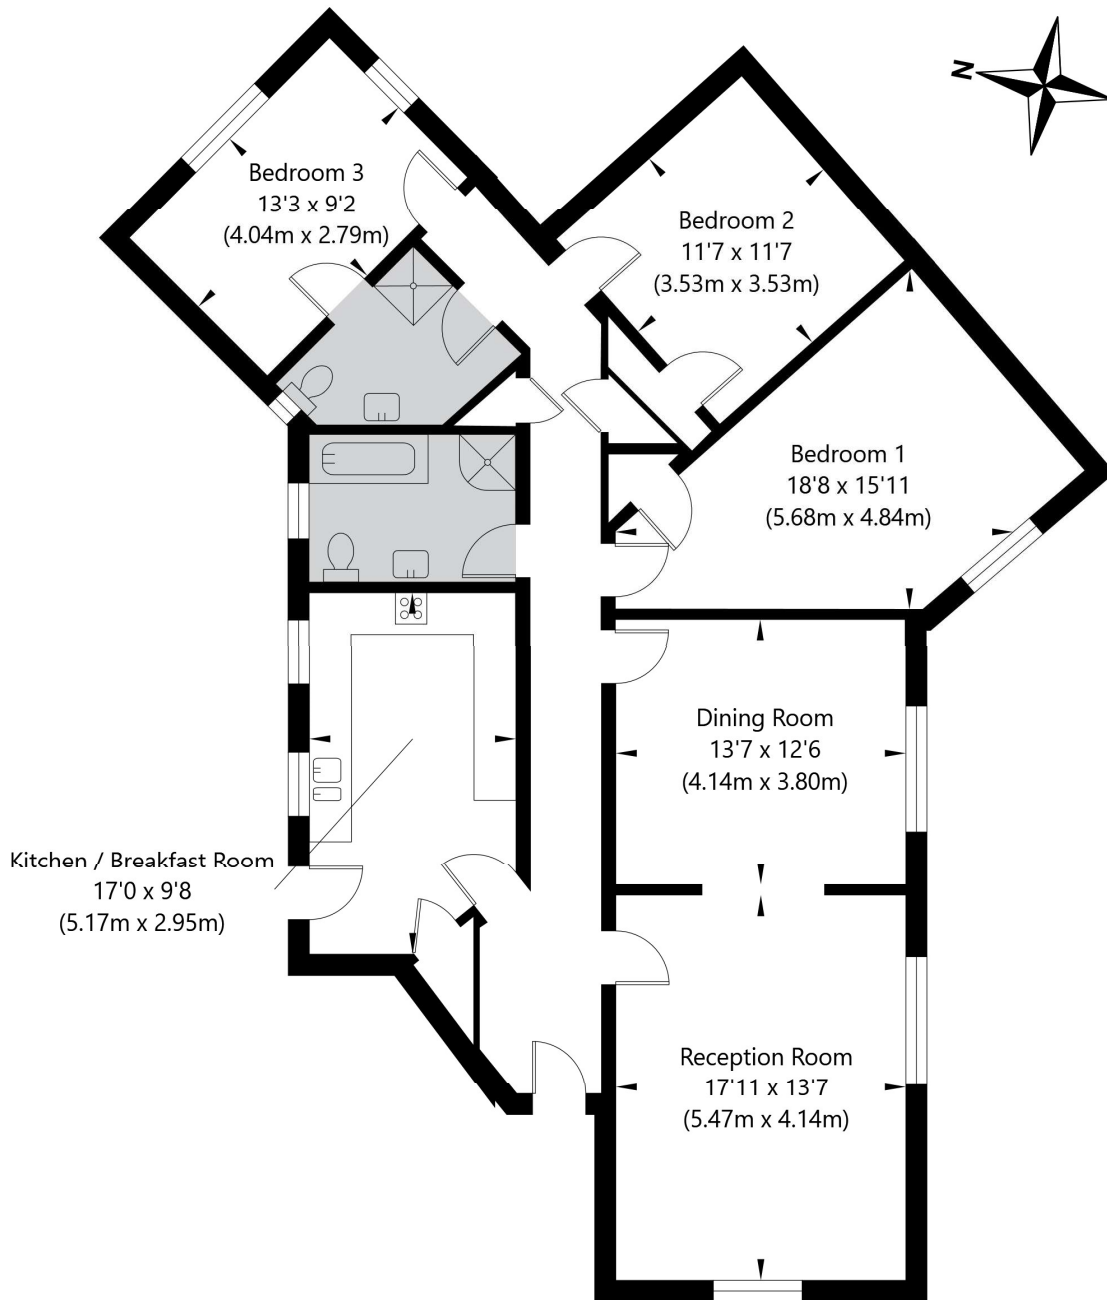 N
Bedroom 3
13'3 x 9'2
(4.04m x 2.79m)
Bedroom 2
11'7 x 11'7
(3.53m x 3.53m)
Bedroom 1
18'8 x 15'11
(5.68m x 4.84m)
Dining Room
13'7 x 12'6
(4.14m x 3.80m)
Kitchen / Breakfast Room
17'0 x 9'8
(5.17m x 2.95m)
Reception Room
17'11 x 13'7
(5.47m x 4.14m)